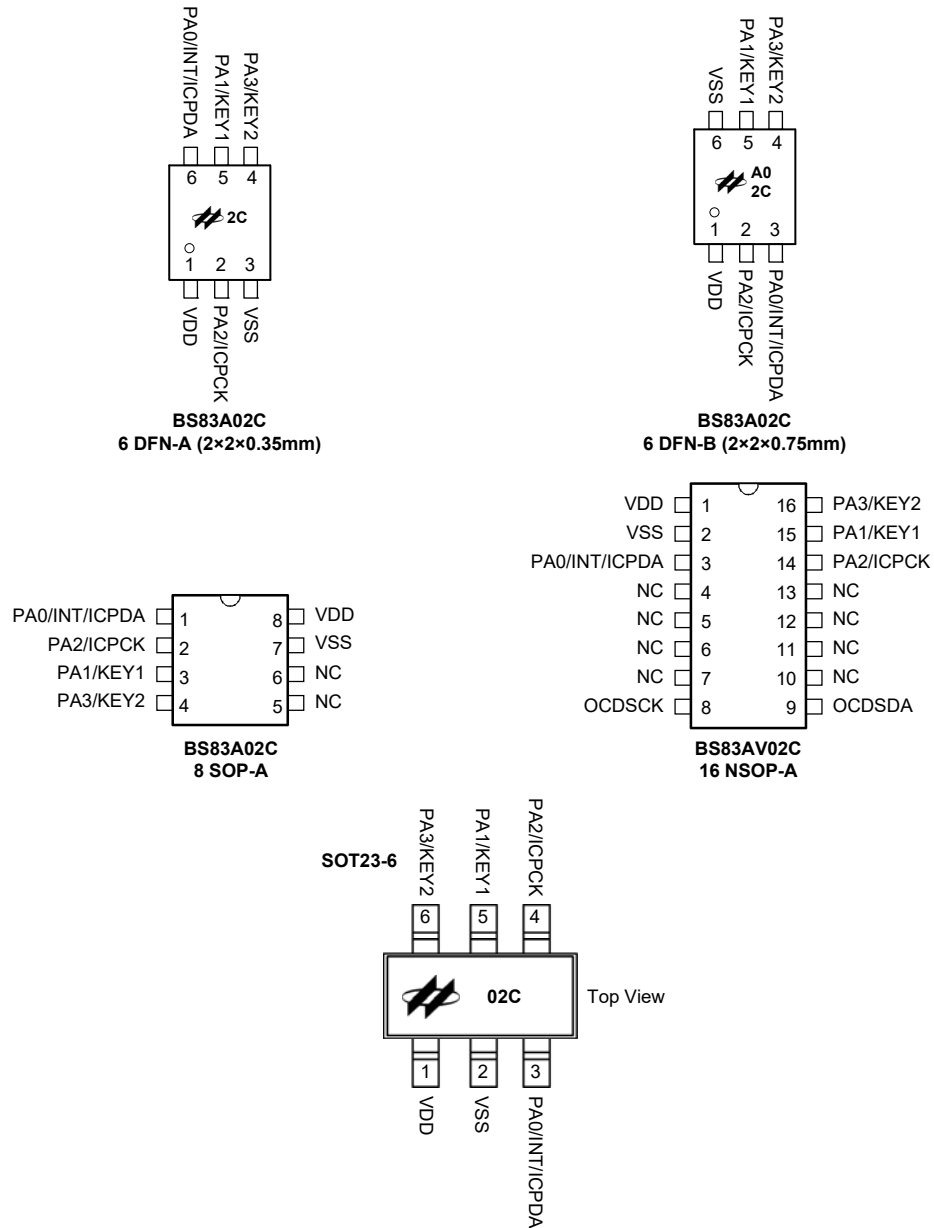 PA0/INT/ICPDA
PA1/KEY1
PA3/KEY2
6 5 4
2C
1 2 3
VDD
PA2/ICPCK
VSS
BS83A02C
6 DFN-A (2×2×0.35mm)
VSS
PA1/KEY1
PA3/KEY2
6 5 4
A0
2C
1 2 3
VDD
PA2/ICPCK
PA0/INT/ICPDA
BS83A02C
6 DFN-B (2×2×0.75mm)
PA0/INT/ICPDA 1 8 VDD
PA2/ICPCK 2 7 VSS
PA1/KEY1 3 6 NC
PA3/KEY2 4 5 NC
BS83A02C
8 SOP-A
VDD 1 16 PA3/KEY2
VSS 2 15 PA1/KEY1
PA0/INT/ICPDA 3 14 PA2/ICPCK
NC 4 13 NC
NC 5 12 NC
NC 6 11 NC
NC 7 10 NC
OCDSCK 8 9 OCDSDA
BS83AV02C
16 NSOP-A
SOT23-6
PA3/KEY2
PA1/KEY1
PA2/ICPCK
6 5 4
02C
Top View
1 2 3
VDD
VSS
PA0/INT/ICPDA